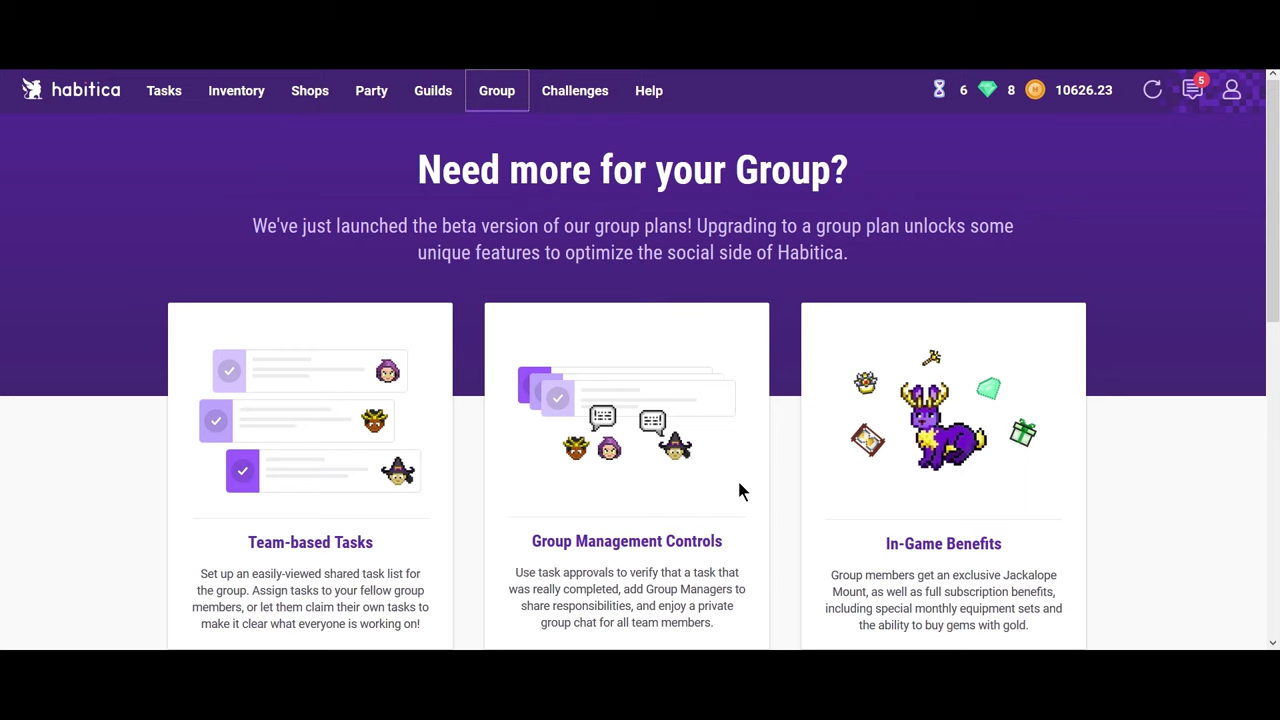 habitica Tasks Inventory Shops Party Guilds Group Challenges Help 6 8 10626.23 5
Need more for your Group?
We've just launched the beta version of our group plans! Upgrading to a group plan unlocks some
unique features to optimize the social side of Habitica.
Team-based Tasks
Set up an easily-viewed shared task list for
the group. Assign tasks to your fellow group
members, or let them claim their own tasks to
make it clear what everyone is working on!
Group Management Controls
Use task approvals to verify that a task that
was really completed, add Group Managers to
share responsibilities, and enjoy a private
group chat for all team members.
In-Game Benefits
Group members get an exclusive Jackalope
Mount, as well as full subscription benefits,
including special monthly equipment sets and
the ability to buy gems with gold.